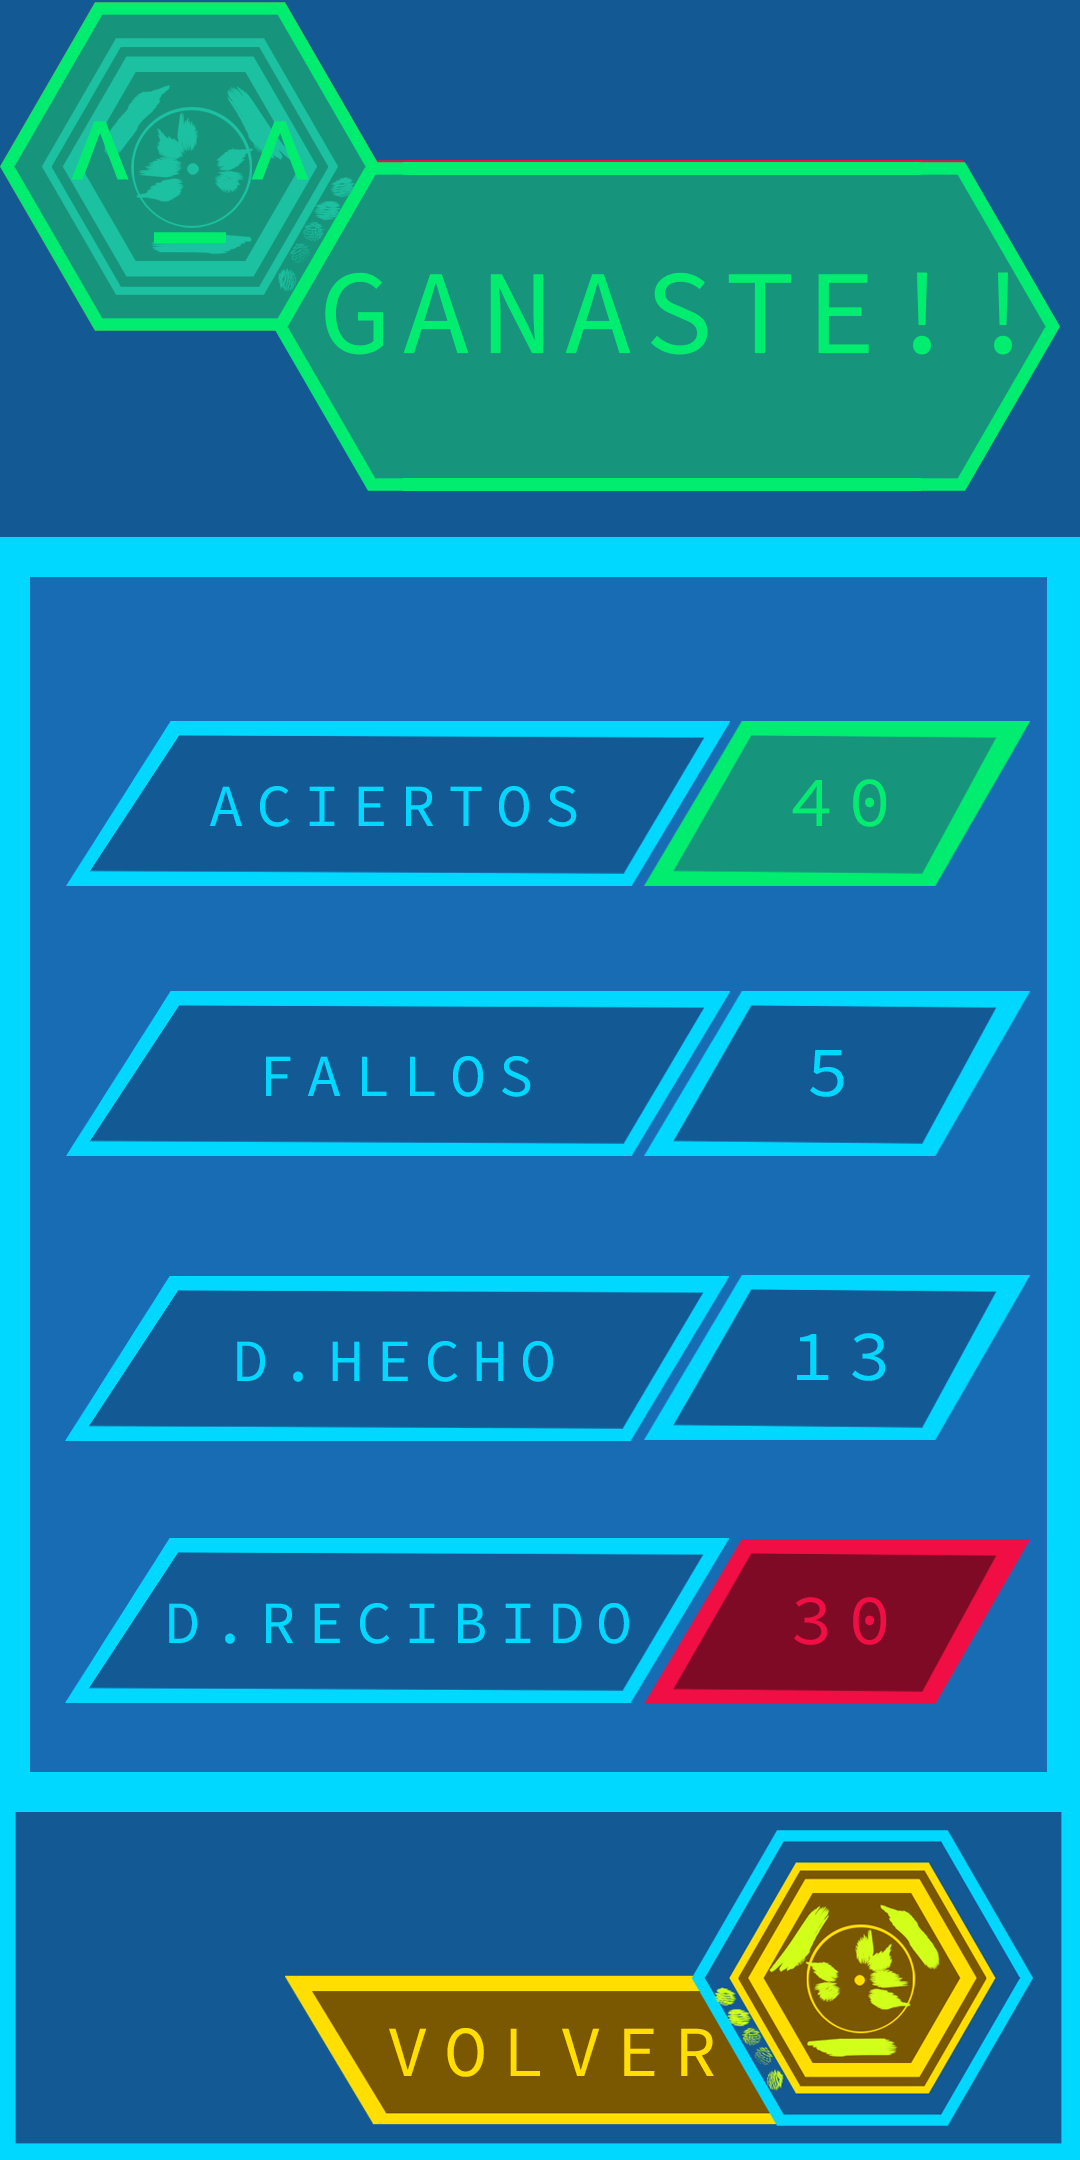 ^ ^
_
GANASTE!!
ACIERTOS 40
FALLOS 5
D.HECHO 13
D.RECIBIDO 30
VOLVER